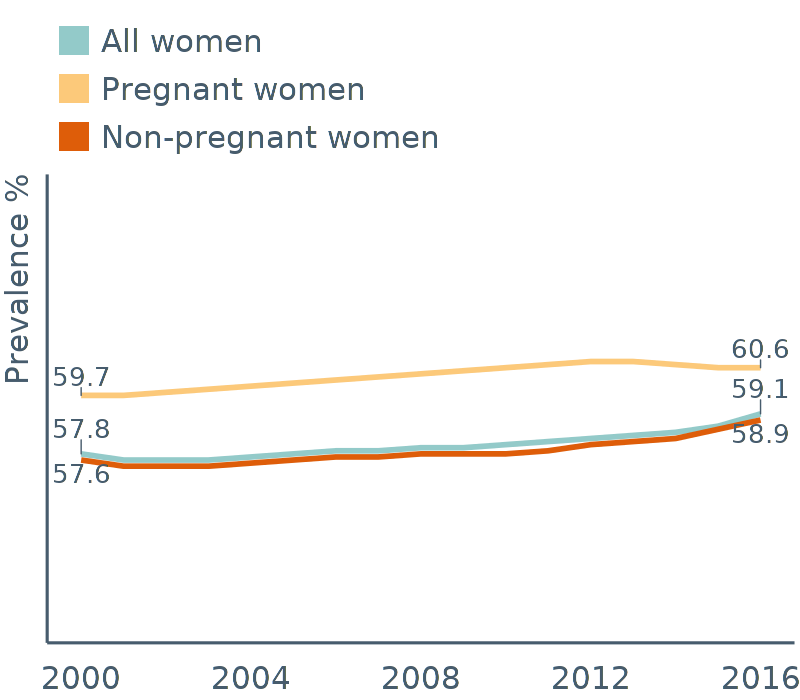 All women
Pregnant women
Non-pregnant women
Prevalence %
59.7
60.6
59.1
57.8
58.9
57.6
2000 2004 2008 2012 2016